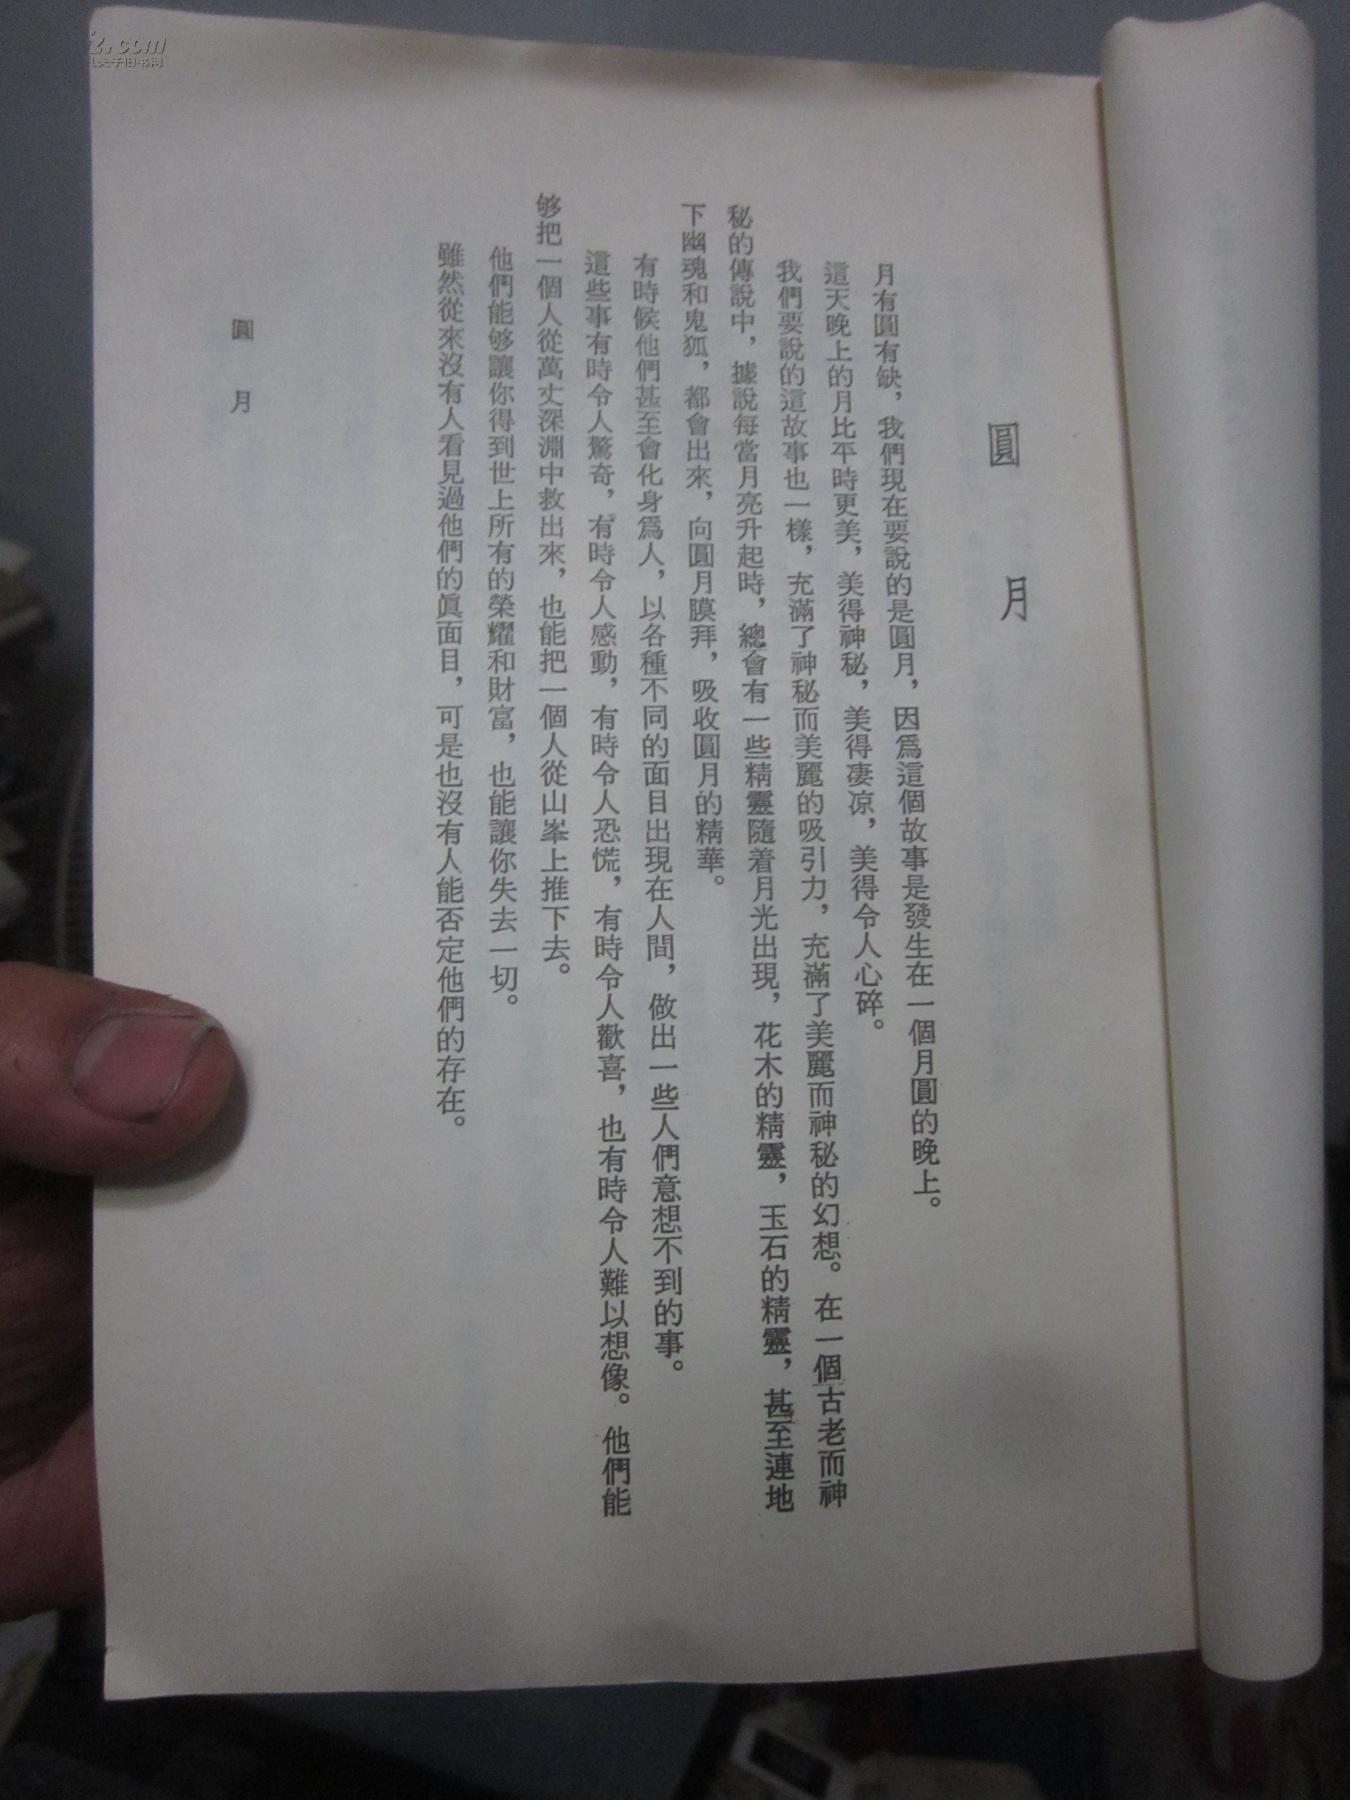 圓月
月有圓有缺，我們現在要說的是圓月，因爲這個故事是發生在一個月圓的晚上。
這天晚上的月比平時更美，美得神秘，美得淒涼，美得令人心碎。
我們要說的這故事也一樣，充滿了神秘而美麗的吸引力，充滿了美麗而神秘的幻想。在一個古老而神
秘的傳說中，據說每當月亮升起時，總會有一些精靈隨着月光出現，花木的精靈，玉石的精靈，甚至連地
下幽魂和鬼狐，都會出來，向圓月膜拜，吸收圓月的精華。
有時候他們甚至會化身爲人，以各種不同的面目出現在人間，做出一些人們意想不到的事。
這些事有時令人驚奇，有時令人感動，有時令人恐慌，有時令人歡喜，也有時令人難以想像。他們能
够把一個人從萬丈深淵中救出來，也能把一個人從山峯上推下去。
他們能够讓你得到世上所有的榮耀和財富，也能讓你失去一切。
雖然從來沒有人看見過他們的眞面目，可是也沒有人能否定他們的存在。
圓月